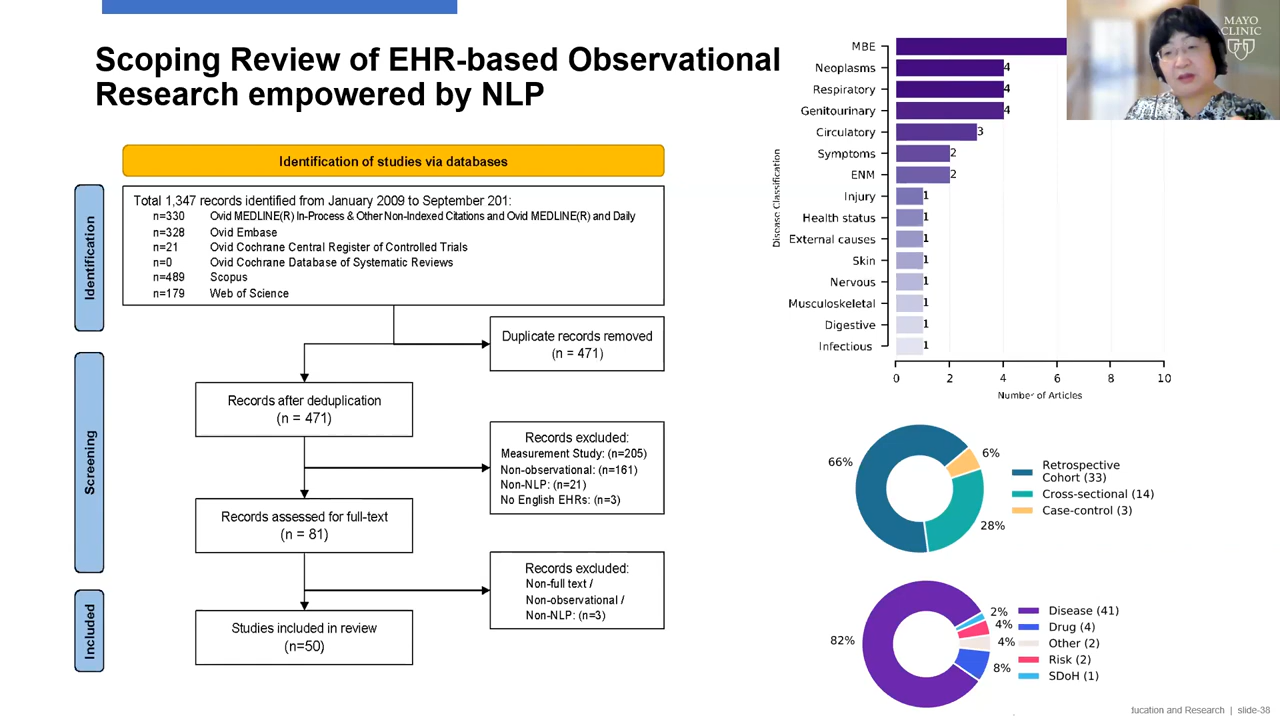 Scoping Review of EHR-based Observational
Research empowered by NLP
MAYO
CLINIC
Identification of studies via databases
Identification
Total 1,347 records identified from January 2009 to September 201:
n=330 Ovid MEDLINE(R) In-Process & Other Non-Indexed Citations and Ovid MEDLINE(R) and Daily
n=328 Ovid Embase
n=21 Ovid Cochrane Central Register of Controlled Trials
n=0 Ovid Cochrane Database of Systematic Reviews
n=489 Scopus
n=179 Web of Science
Duplicate records removed
(n = 471)
Screening
Records after deduplication
(n = 471)
Records excluded:
Measurement Study: (n=205)
Non-observational: (n=161)
Non-NLP: (n=21)
No English EHRs: (n=3)
Records assessed for full-text
(n = 81)
Records excluded:
Non-full text /
Non-observational /
Non-NLP: (n=3)
Included
Studies included in review
(n=50)
Disease Classification
MBE
Neoplasms 4
Respiratory 4
Genitourinary 4
Circulatory 3
Symptoms 2
ENM 2
Injury 1
Health status 1
External causes 1
Skin 1
Nervous 1
Musculoskeletal 1
Digestive 1
Infectious 1
0 2 4 6 8 10
Number of Articles
66%
6%
28%
Retrospective
Cohort (33)
Cross-sectional (14)
Case-control (3)
82%
2%
4%
4%
8%
Disease (41)
Drug (4)
Other (2)
Risk (2)
SDoH (1)
ducation and Research | slide-38